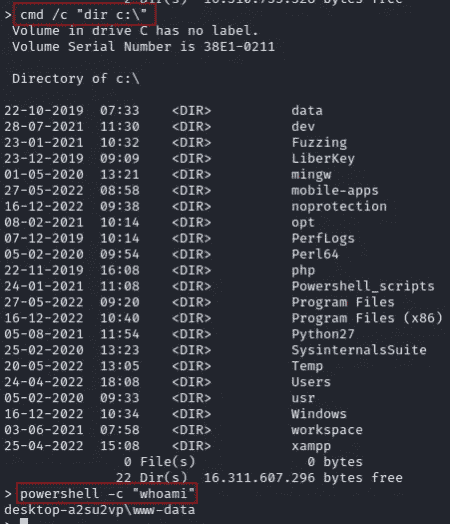 2 Dir(s) 16.310.755.328 bytes free
> cmd /c "dir c:\"
Volume in drive C has no label.
Volume Serial Number is 38E1-0211
Directory of c:\
22-10-2019 07:33 <DIR> data
28-07-2021 11:30 <DIR> dev
23-01-2021 10:32 <DIR> Fuzzing
23-12-2019 09:09 <DIR> LiberKey
01-05-2020 13:21 <DIR> mingw
27-05-2022 08:58 <DIR> mobile-apps
16-12-2022 09:38 <DIR> noprotection
08-02-2021 10:14 <DIR> opt
07-12-2019 10:14 <DIR> PerfLogs
05-02-2020 09:54 <DIR> Perl64
22-11-2019 16:08 <DIR> php
24-01-2021 11:08 <DIR> Powershell_scripts
27-05-2022 09:20 <DIR> Program Files
16-12-2022 10:40 <DIR> Program Files (x86)
05-08-2021 11:54 <DIR> Python27
25-02-2020 13:23 <DIR> SysinternalsSuite
20-05-2022 13:05 <DIR> Temp
24-04-2022 18:08 <DIR> Users
05-02-2020 09:33 <DIR> usr
16-12-2022 10:34 <DIR> Windows
03-06-2021 07:58 <DIR> workspace
25-04-2022 15:08 <DIR> xampp
0 File(s) 0 bytes
22 Dir(s) 16.311.607.296 bytes free
> powershell -c "whoami"
desktop-a2su2vp\www-data
>